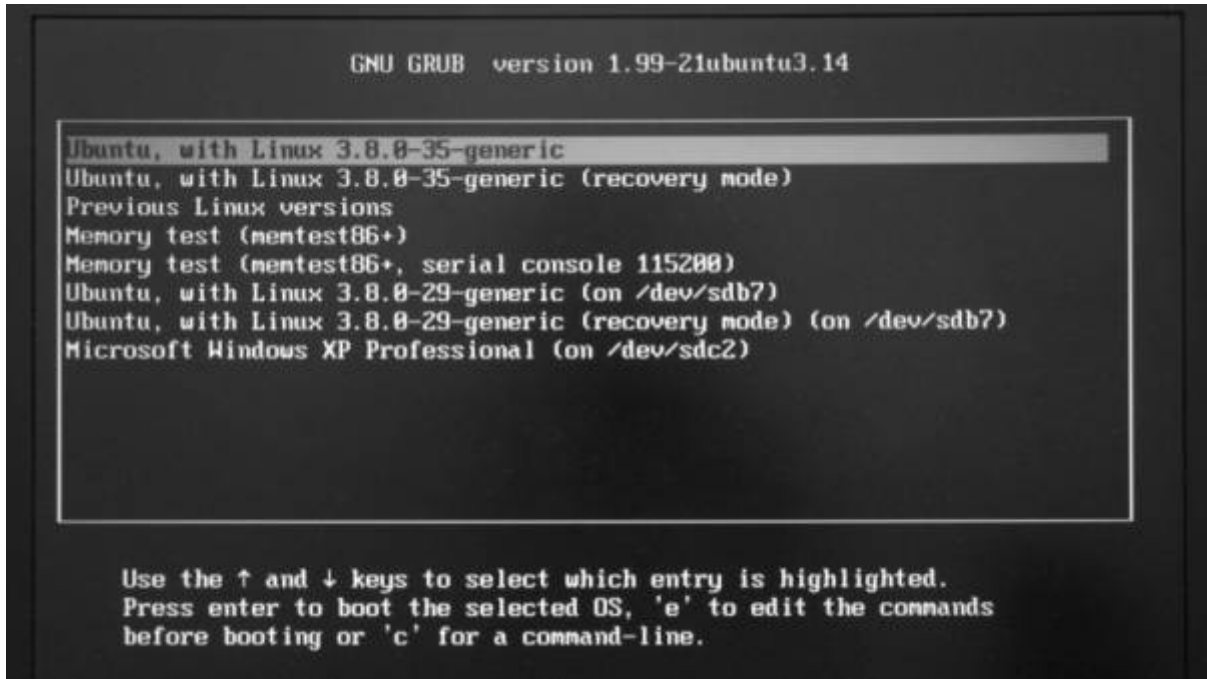 GNU GRUB version 1.99-21ubuntu3.14
Ubuntu, with Linux 3.8.0-35-generic
Ubuntu, with Linux 3.8.0-35-generic (recovery mode)
Previous Linux versions
Memory test (memtest86+)
Memory test (memtest86+, serial console 115200)
Ubuntu, with Linux 3.8.0-29-generic (on /dev/sdb7)
Ubuntu, with Linux 3.8.0-29-generic (recovery mode) (on /dev/sdb7)
Microsoft Windows XP Professional (on /dev/sdc2)
Use the ↑ and ↓ keys to select which entry is highlighted.
Press enter to boot the selected OS, 'e' to edit the commands
before booting or 'c' for a command-line.